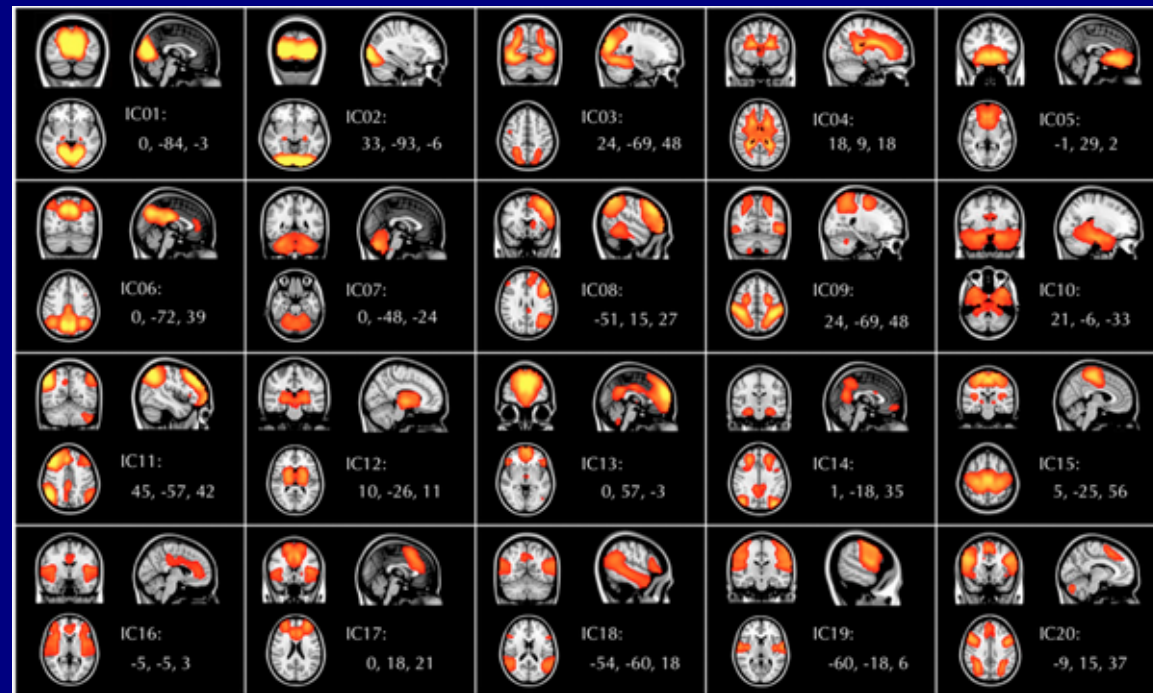 IC01:
0, -84, -3
IC02:
33, -93, -6
IC03:
24, -69, 48
IC04:
18, 9, 18
IC05:
-1, 29, 2
IC06:
0, -72, 39
IC07:
0, -48, -24
IC08:
-51, 15, 27
IC09:
24, -69, 48
IC10:
21, -6, -33
IC11:
45, -57, 42
IC12:
10, -26, 11
IC13:
0, 57, -3
IC14:
1, -18, 35
IC15:
5, -25, 56
IC16:
-5, -5, 3
IC17:
0, 18, 21
IC18:
-54, -60, 18
IC19:
-60, -18, 6
IC20:
-9, 15, 37